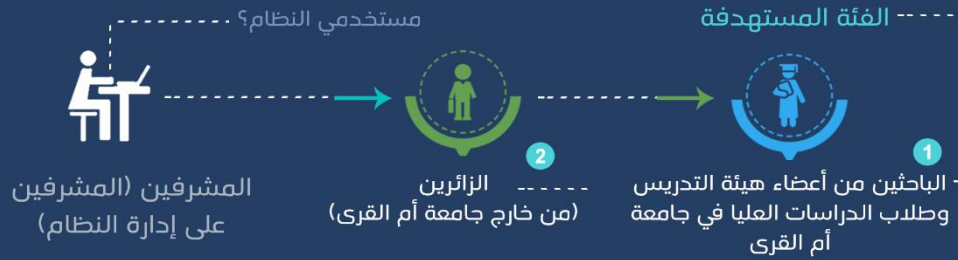 الفئة المستهدفة
مستخدمي النظام؟
1
الباحثين من أعضاء هيئة التدريس
وطلاب الدراسات العليا في جامعة
أم القرى
2
الزائرين
(من خارج جامعة أم القرى)
المشرفين (المشرفين
على إدارة النظام)